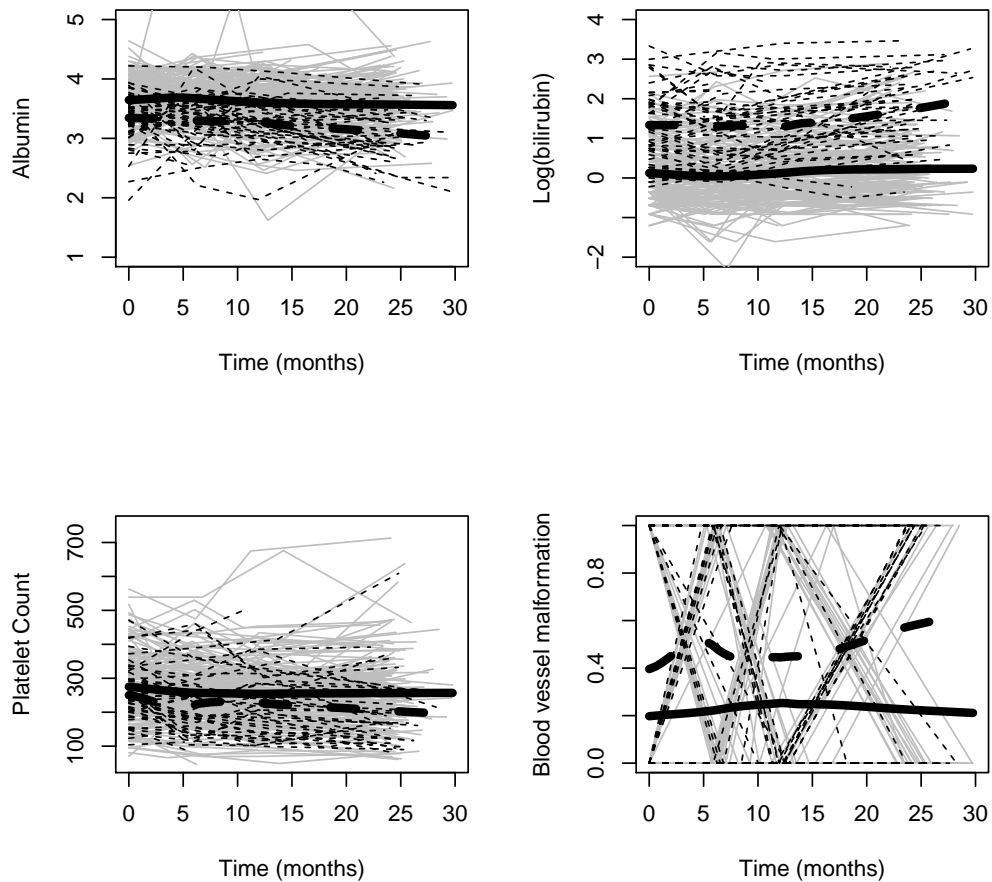 Albumin
5
4
3
2
1
0 5 10 15 20 25 30
Time (months)
Log(bilirubin)
4
3
2
1
0
−2
0 5 10 15 20 25 30
Time (months)
Platelet Count
700
500
300
100
0 5 10 15 20 25 30
Time (months)
Blood vessel malformation
0.8
0.4
0.0
0 5 10 15 20 25 30
Time (months)